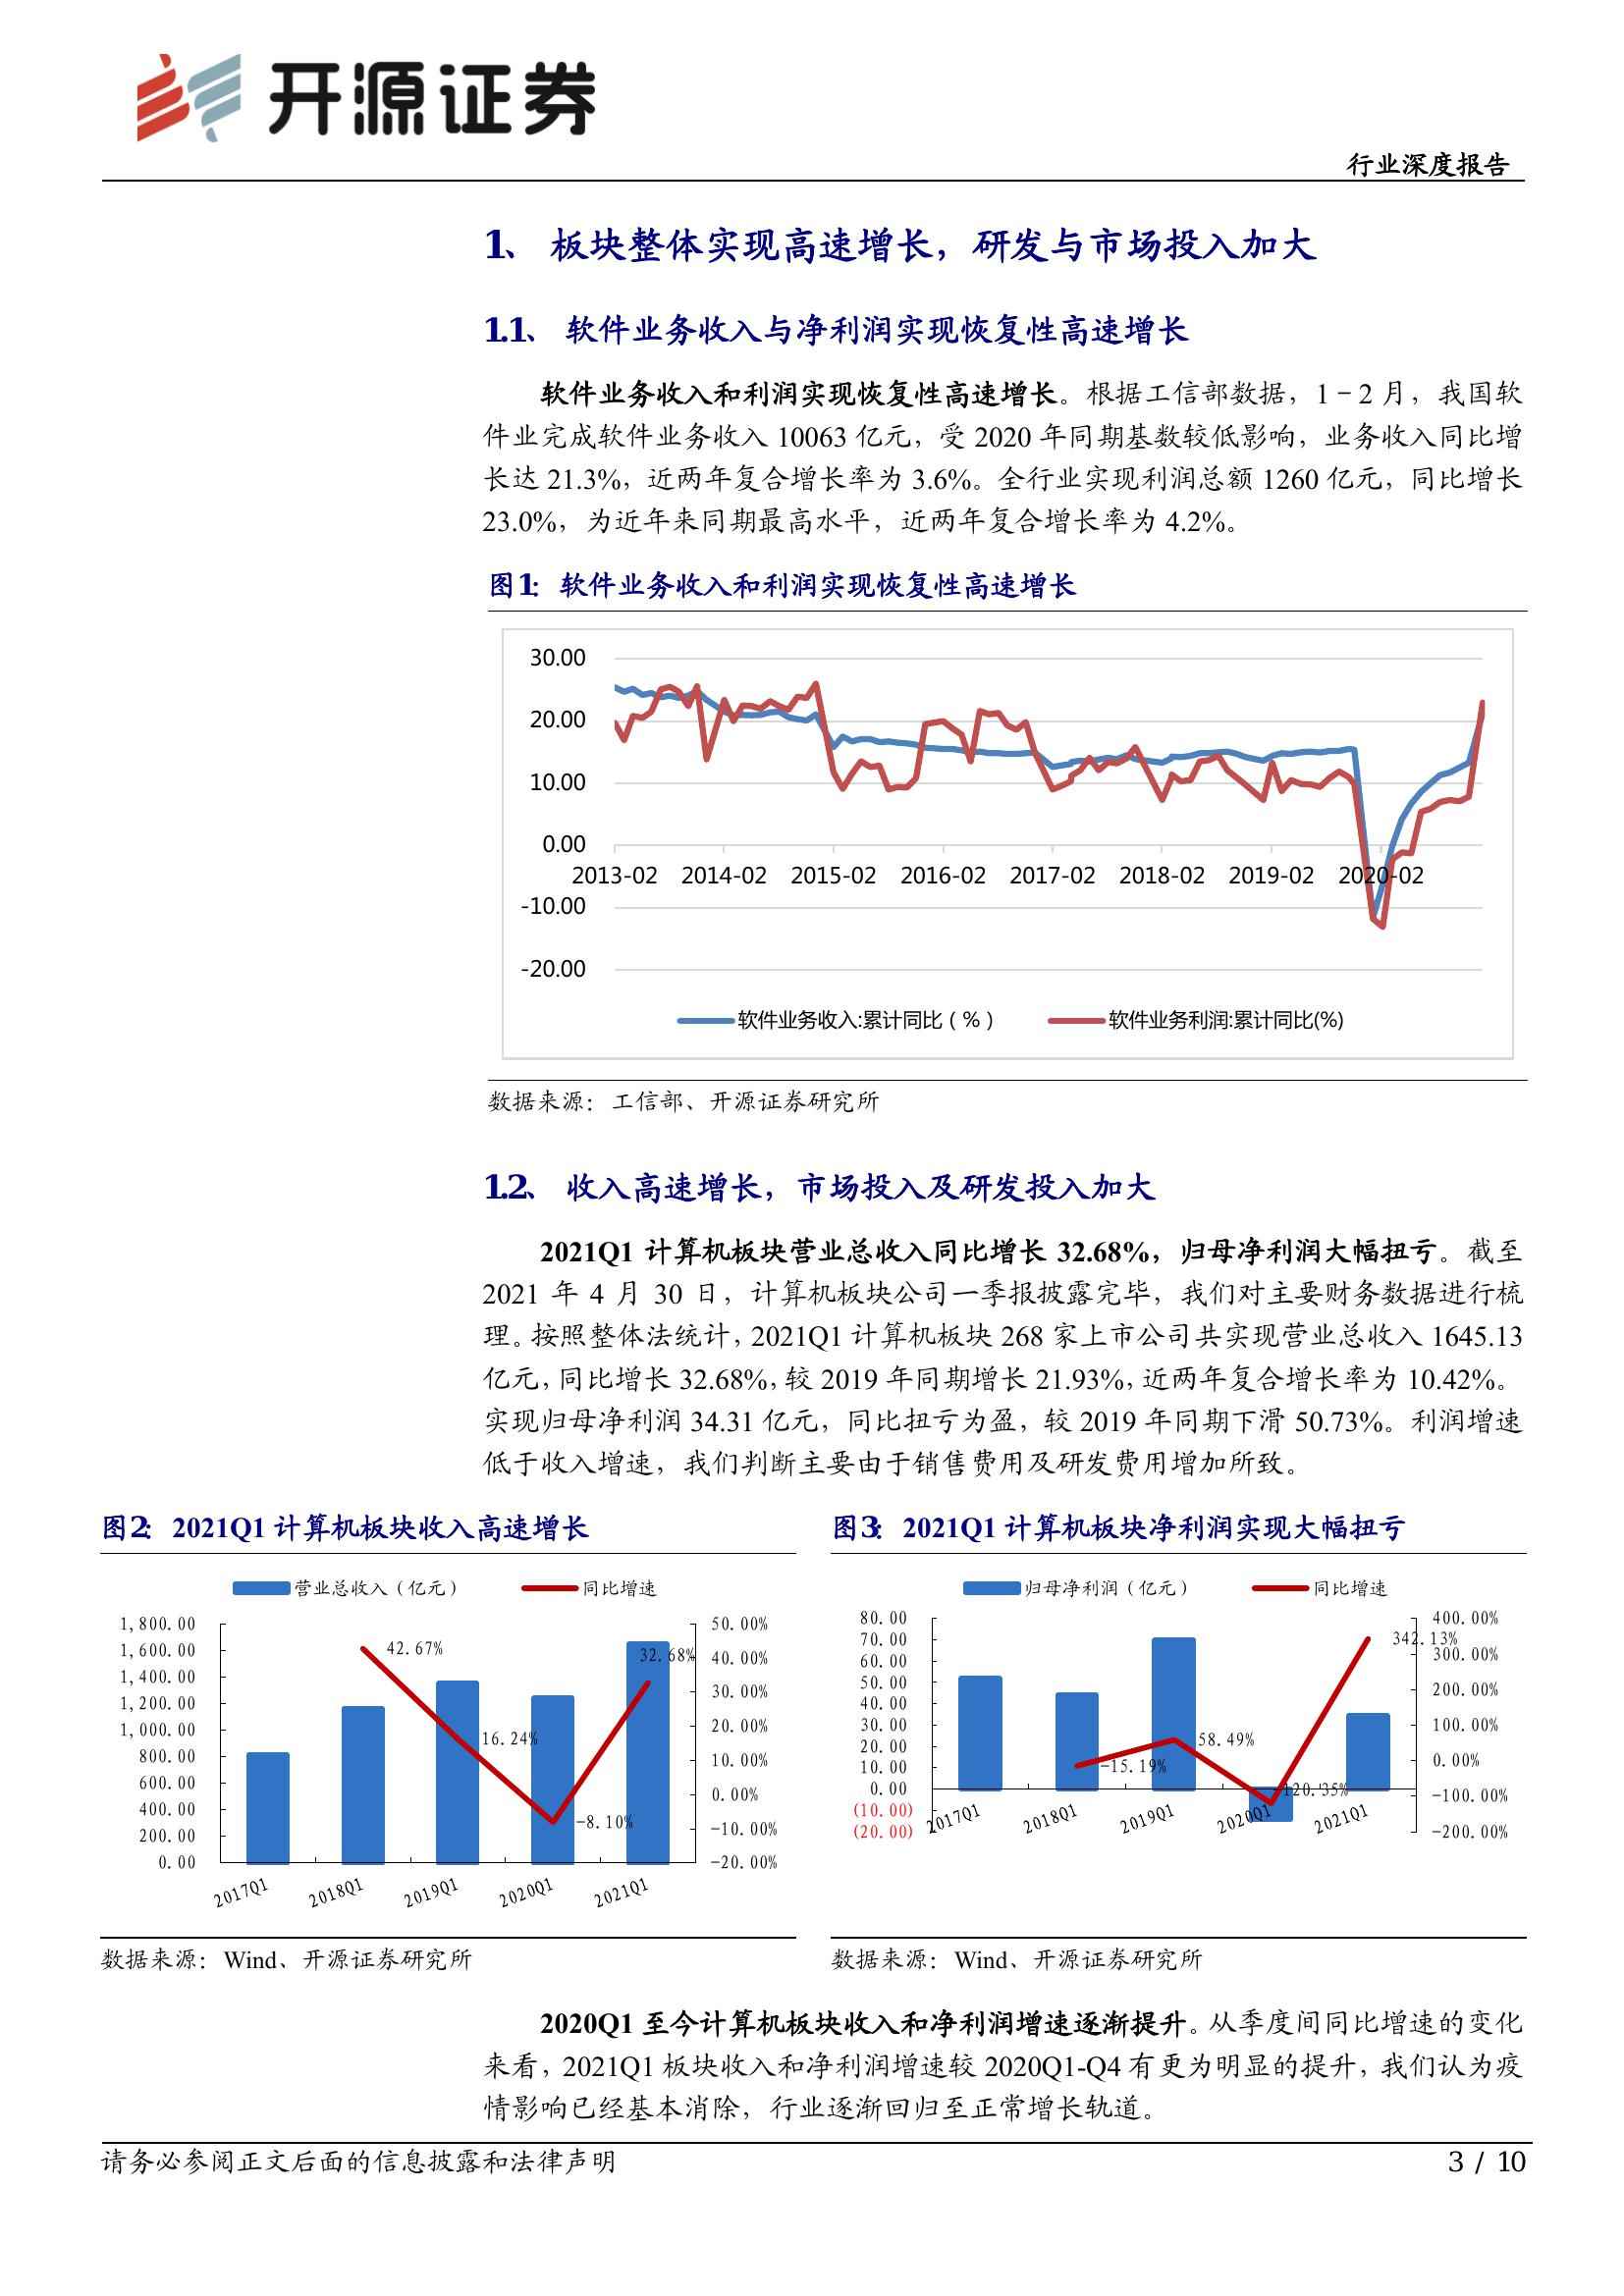 开源证券
行业深度报告
1、 板块整体实现高速增长，研发与市场投入加大
1.1、 软件业务收入与净利润实现恢复性高速增长
软件业务收入和利润实现恢复性高速增长。根据工信部数据，1－2 月，我国软
件业完成软件业务收入 10063 亿元，受 2020 年同期基数较低影响，业务收入同比增
长达 21.3%，近两年复合增长率为 3.6%。全行业实现利润总额 1260 亿元，同比增长
23.0%，为近年来同期最高水平，近两年复合增长率为 4.2%。
图1：软件业务收入和利润实现恢复性高速增长
30.00
20.00
10.00
0.00
2013-02 2014-02 2015-02 2016-02 2017-02 2018-02 2019-02 2020-02
-10.00
-20.00
软件业务收入:累计同比（%） 软件业务利润:累计同比(%)
数据来源：工信部、开源证券研究所
1.2、 收入高速增长，市场投入及研发投入加大
2021Q1 计算机板块营业总收入同比增长 32.68%，归母净利润大幅扭亏。截至
2021 年 4 月 30 日，计算机板块公司一季报披露完毕，我们对主要财务数据进行梳
理。按照整体法统计，2021Q1 计算机板块 268 家上市公司共实现营业总收入 1645.13
亿元，同比增长 32.68%，较 2019 年同期增长 21.93%，近两年复合增长率为 10.42%。
实现归母净利润 34.31 亿元，同比扭亏为盈，较 2019 年同期下滑 50.73%。利润增速
低于收入增速，我们判断主要由于销售费用及研发费用增加所致。
图2：2021Q1 计算机板块收入高速增长
营业总收入（亿元） 同比增速
1,800.00
1,600.00
1,400.00
1,200.00
1,000.00
800.00
600.00
400.00
200.00
0.00
42.67%
16.24%
-8.10%
32.68%
50.00%
40.00%
30.00%
20.00%
10.00%
0.00%
-10.00%
-20.00%
2017Q1 2018Q1 2019Q1 2020Q1 2021Q1
数据来源：Wind、开源证券研究所
图3：2021Q1 计算机板块净利润实现大幅扭亏
归母净利润（亿元） 同比增速
80.00
70.00
60.00
50.00
40.00
30.00
20.00
10.00
0.00
(10.00)
(20.00)
-15.19%
58.49%
-120.35%
342.13%
400.00%
300.00%
200.00%
100.00%
0.00%
-100.00%
-200.00%
2017Q1 2018Q1 2019Q1 2020Q1 2021Q1
数据来源：Wind、开源证券研究所
2020Q1 至今计算机板块收入和净利润增速逐渐提升。从季度间同比增速的变化
来看，2021Q1 板块收入和净利润增速较 2020Q1-Q4 有更为明显的提升，我们认为疫
情影响已经基本消除，行业逐渐回归至正常增长轨道。
请务必参阅正文后面的信息披露和法律声明
3 / 10